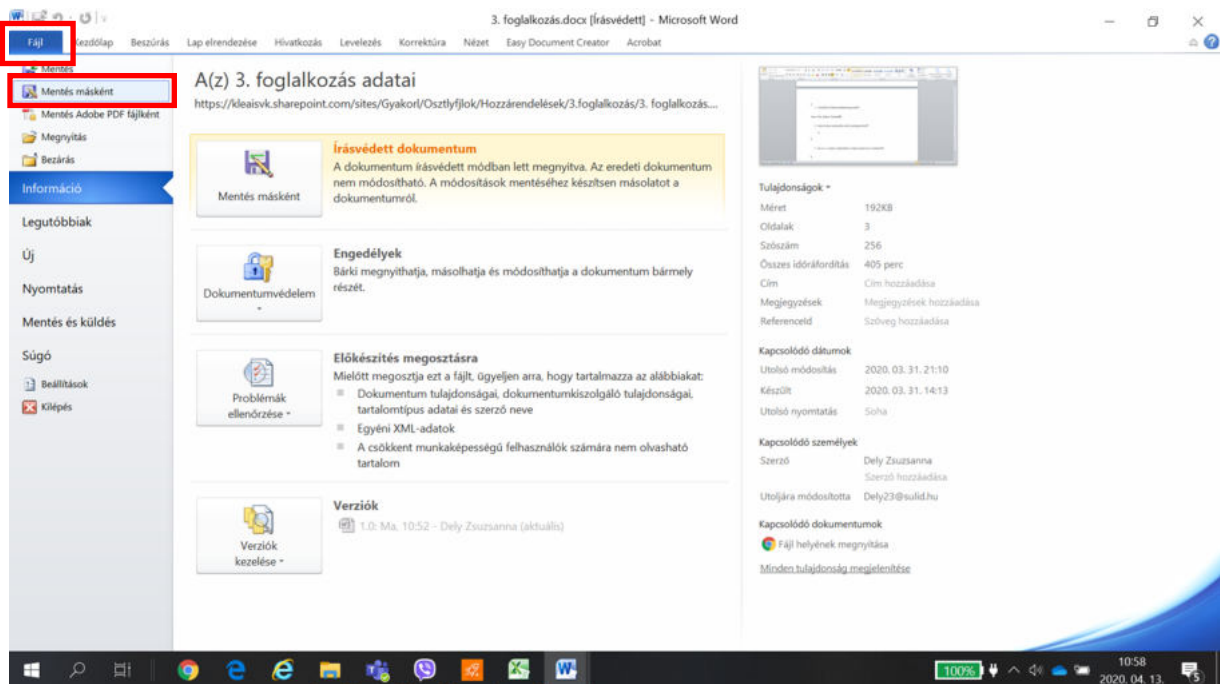 3. foglalkozás.docx [Írásvédett] - Microsoft Word
Fájl Kezdőlap Beszúrás Lap elrendezése Hivatkozás Levelezés Korrektúra Nézet Easy Document Creator Acrobat
Mentés
Mentés másként
Mentés Adobe PDF fájlként
Megnyitás
Bezárás
Információ
Legutóbbiak
Új
Nyomtatás
Mentés és küldés
Súgó
Beállítások
Kilépés
A(z) 3. foglalkozás adatai
https://kleaisvk.sharepoint.com/sites/Gyakorl/Osztlyfjlok/Hozzárendelések/3.foglalkozás/3. foglalkozás....
Mentés másként
Írásvédett dokumentum
A dokumentum írásvédett módban lett megnyitva. Az eredeti dokumentum
nem módosítható. A módosítások mentéséhez készítsen másolatot a
dokumentumról.
Dokumentumvédelem
Engedélyek
Bárki megnyithatja, másolhatja és módosíthatja a dokumentum bármely
részét.
Problémák
ellenőrzése
Előkészítés megosztásra
Mielőtt megosztja ezt a fájlt, ügyeljen arra, hogy tartalmazza az alábbiakat:
Dokumentum tulajdonságai, dokumentumkiszolgáló tulajdonságai,
tartalomtípus adatai és szerző neve
Egyéni XML-adatok
A csökkent munkaképességű felhasználók számára nem olvasható
tartalom
Verziók
kezelése
Verziók
1.0: Ma, 10:52 - Dely Zsuzsanna (aktuális)
Tulajdonságok
Méret 192KB
Oldalak 3
Szószám 256
Összes időráfordítás 405 perc
Cím Cím hozzáadása
Megjegyzések Megjegyzések hozzáadása
ReferenceId Szöveg hozzáadása
Kapcsolódó dátumok
Utolsó módosítás 2020. 03. 31. 21:10
Készült 2020. 03. 31. 14:13
Utolsó nyomtatás Soha
Kapcsolódó személyek
Szerző Dely Zsuzsanna
Szerző hozzáadása
Utoljára módosította Dely23@sulid.hu
Kapcsolódó dokumentumok
Fájl helyének megnyitása
Minden tulajdonság megjelenítése
100%
10:58
2020. 04. 13.
5